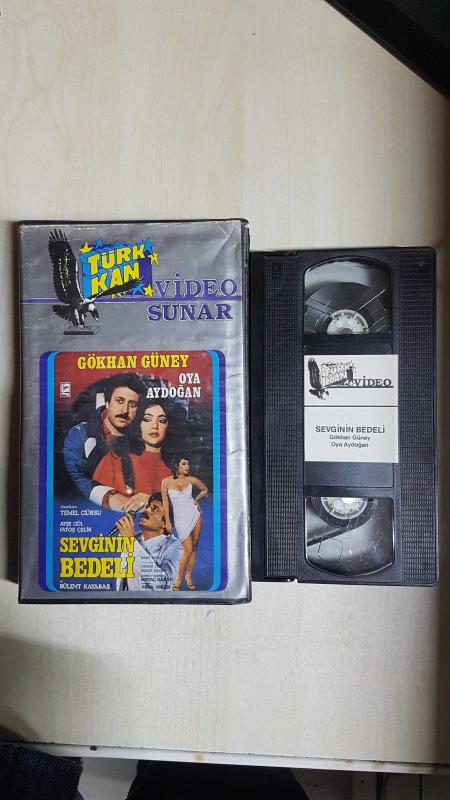 TÜRK
KAN
VİDEO
SUNAR
GÖKHAN GÜNEY
OYA
AYDOĞAN
TEMEL GÜRSU
AYŞE GÜL
FATOŞ ÇELİK
SEVGİNİN
BEDELİ
BÜLENT KAYABAŞ
TÜRK
KAN
VİDEO
SEVGİNİN BEDELİ
Gökhan Güney
Oya Aydoğan